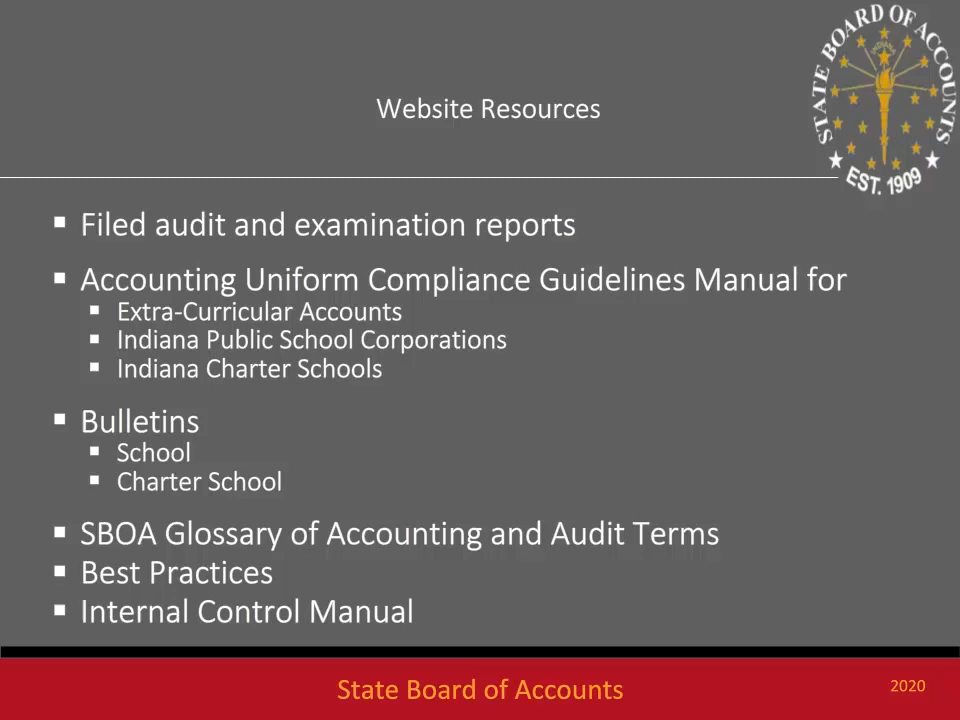 STATE BOARD OF ACCOUNTS
INDIANA
EST. 1909
Website Resources
Filed audit and examination reports
Accounting Uniform Compliance Guidelines Manual for
Extra-Curricular Accounts
Indiana Public School Corporations
Indiana Charter Schools
Bulletins
School
Charter School
SBOA Glossary of Accounting and Audit Terms
Best Practices
Internal Control Manual
State Board of Accounts
2020